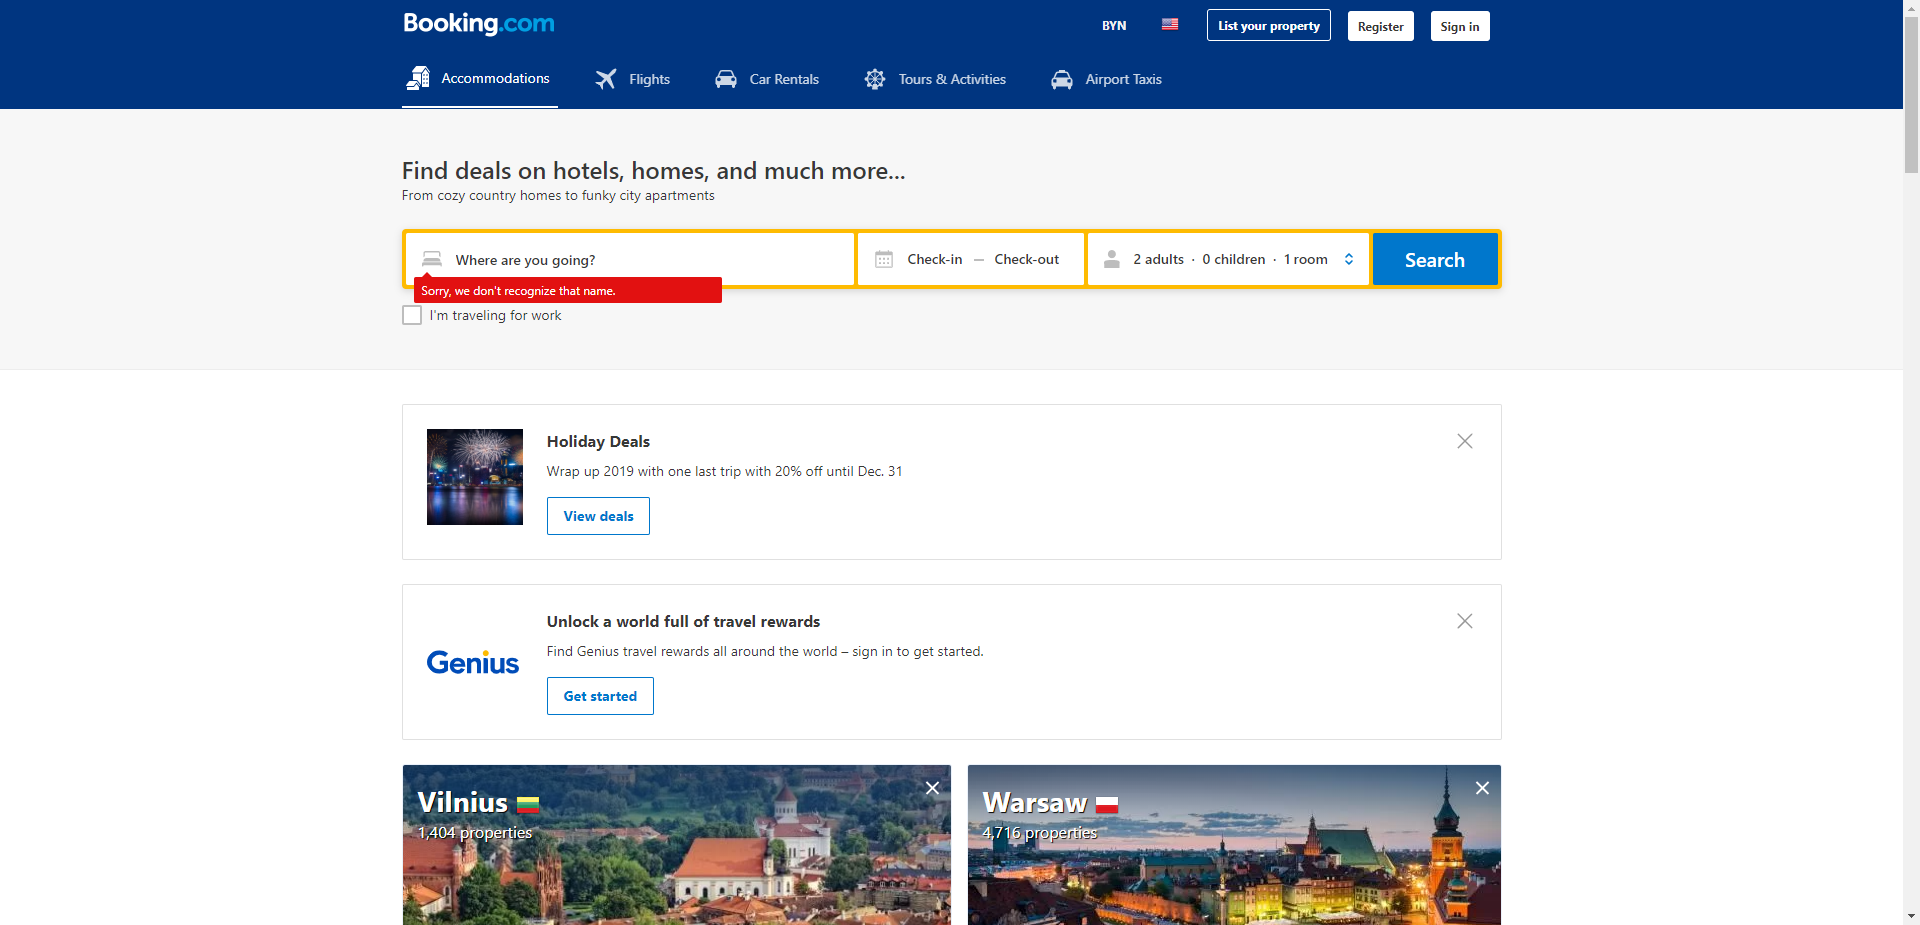 Booking.com
BYN
List your property
Register
Sign in
Accommodations
Flights
Car Rentals
Tours & Activities
Airport Taxis
Find deals on hotels, homes, and much more...
From cozy country homes to funky city apartments
Where are you going?
Check-in — Check-out
2 adults · 0 children · 1 room
Search
Sorry, we don't recognize that name.
I'm traveling for work
Holiday Deals
Wrap up 2019 with one last trip with 20% off until Dec. 31
View deals
Genius
Unlock a world full of travel rewards
Find Genius travel rewards all around the world – sign in to get started.
Get started
Vilnius
1,404 properties
Warsaw
4,716 properties